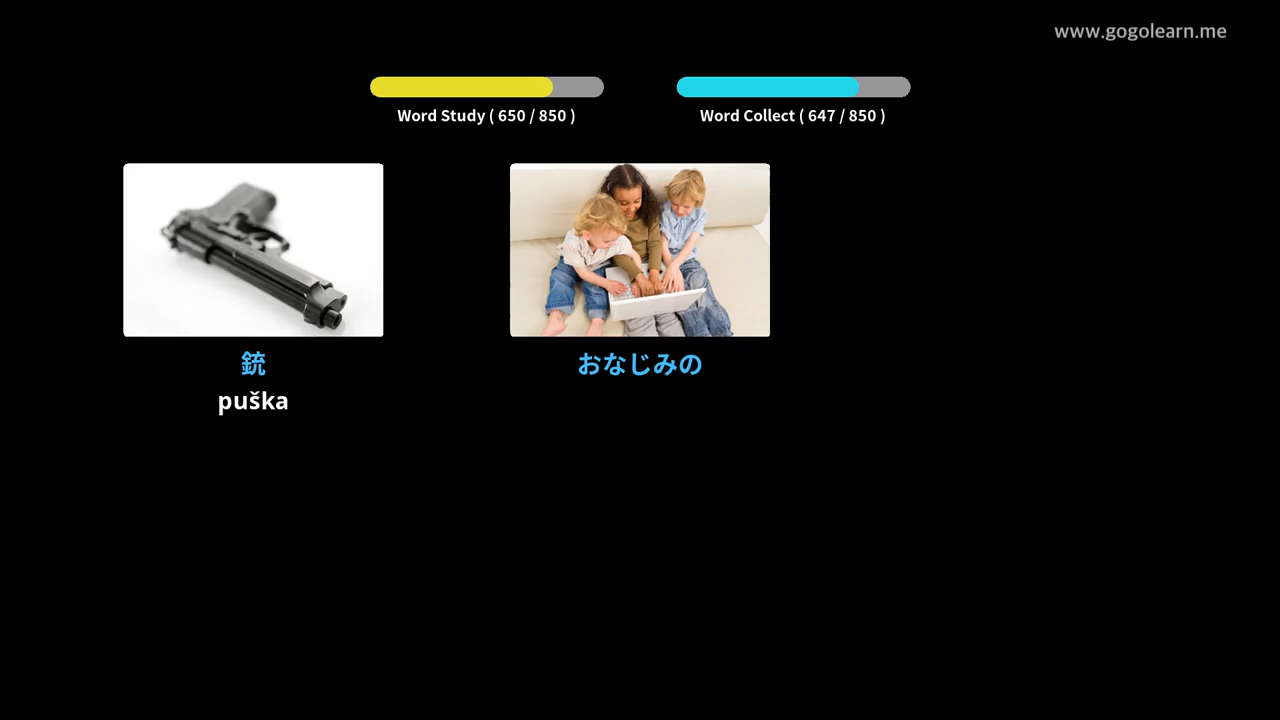 www.gogolearn.me
Word Study ( 650 / 850 )
Word Collect ( 647 / 850 )
銃
puška
おなじみの